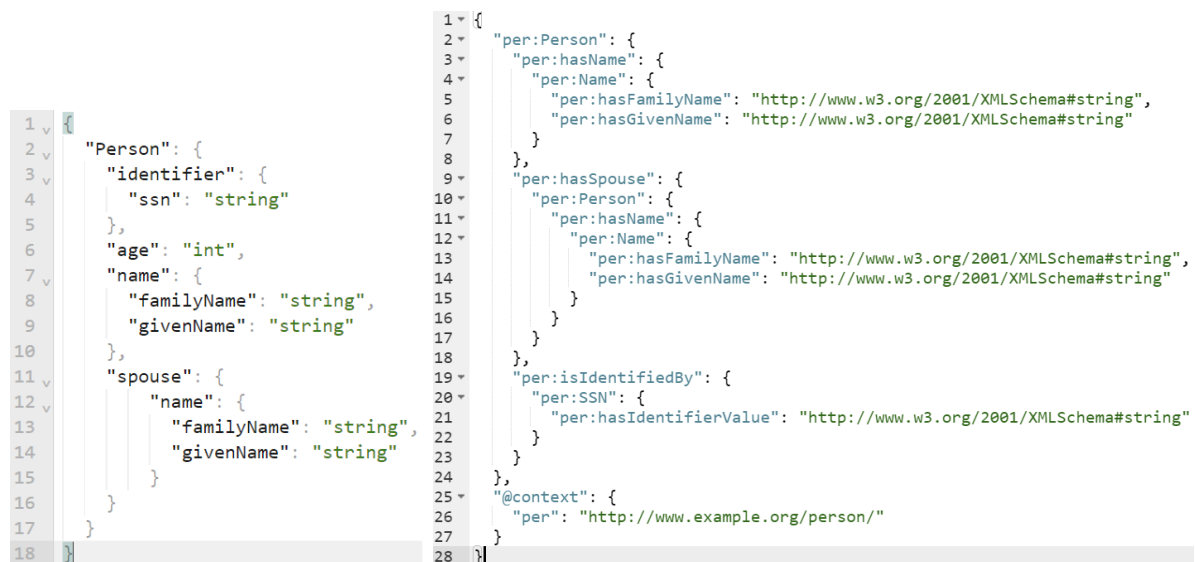 1 {
2 "Person": {
3 "identifier": {
4 "ssn": "string"
5 },
6 "age": "int",
7 "name": {
8 "familyName": "string",
9 "givenName": "string"
10 },
11 "spouse": {
12 "name": {
13 "familyName": "string",
14 "givenName": "string"
15 }
16 }
17 }
18 }
1 {
2 "per:Person": {
3 "per:hasName": {
4 "per:Name": {
5 "per:hasFamilyName": "http://www.w3.org/2001/XMLSchema#string",
6 "per:hasGivenName": "http://www.w3.org/2001/XMLSchema#string"
7 }
8 },
9 "per:hasSpouse": {
10 "per:Person": {
11 "per:hasName": {
12 "per:Name": {
13 "per:hasFamilyName": "http://www.w3.org/2001/XMLSchema#string",
14 "per:hasGivenName": "http://www.w3.org/2001/XMLSchema#string"
15 }
16 }
17 }
18 },
19 "per:isIdentifiedBy": {
20 "per:SSN": {
21 "per:hasIdentifierValue": "http://www.w3.org/2001/XMLSchema#string"
22 }
23 }
24 },
25 "@context": {
26 "per": "http://www.example.org/person/"
27 }
28 }